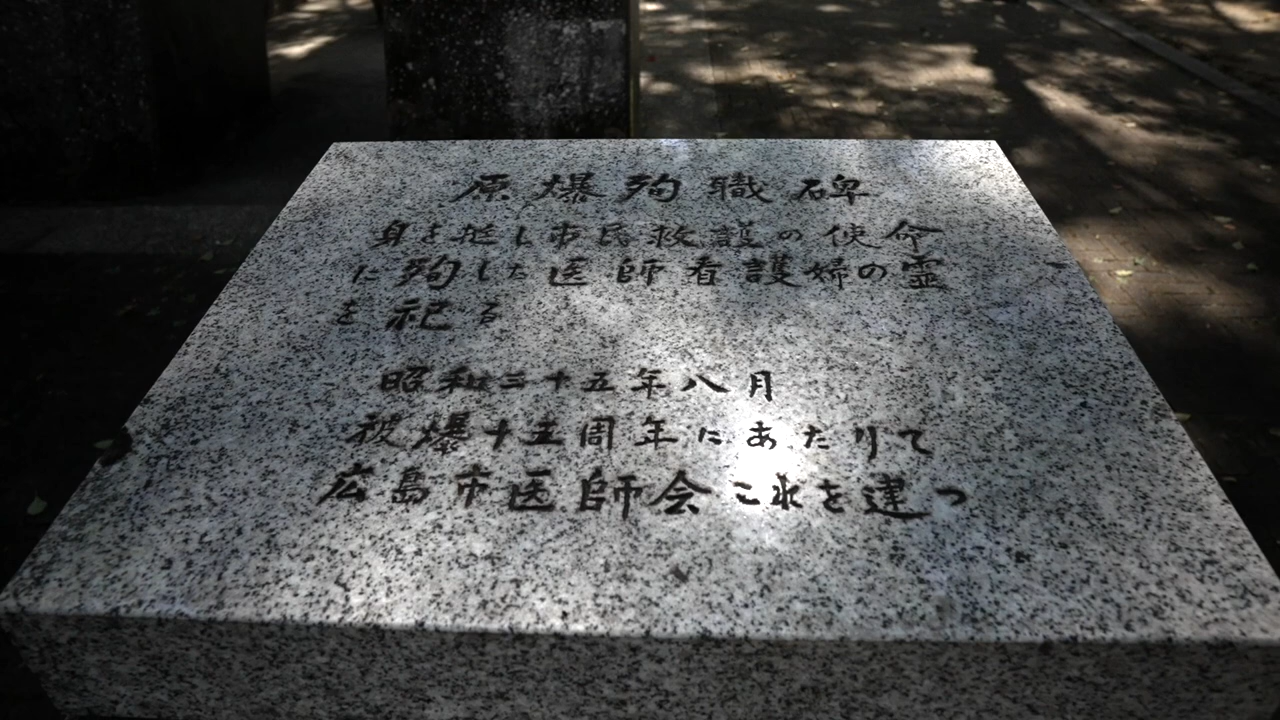 原爆殉職碑
身を挺し市民救護の使命
に殉した医師看護婦の霊
を祀る
昭和三十五年八月
被爆十五周年にあたりて
広島市医師会これを建つ